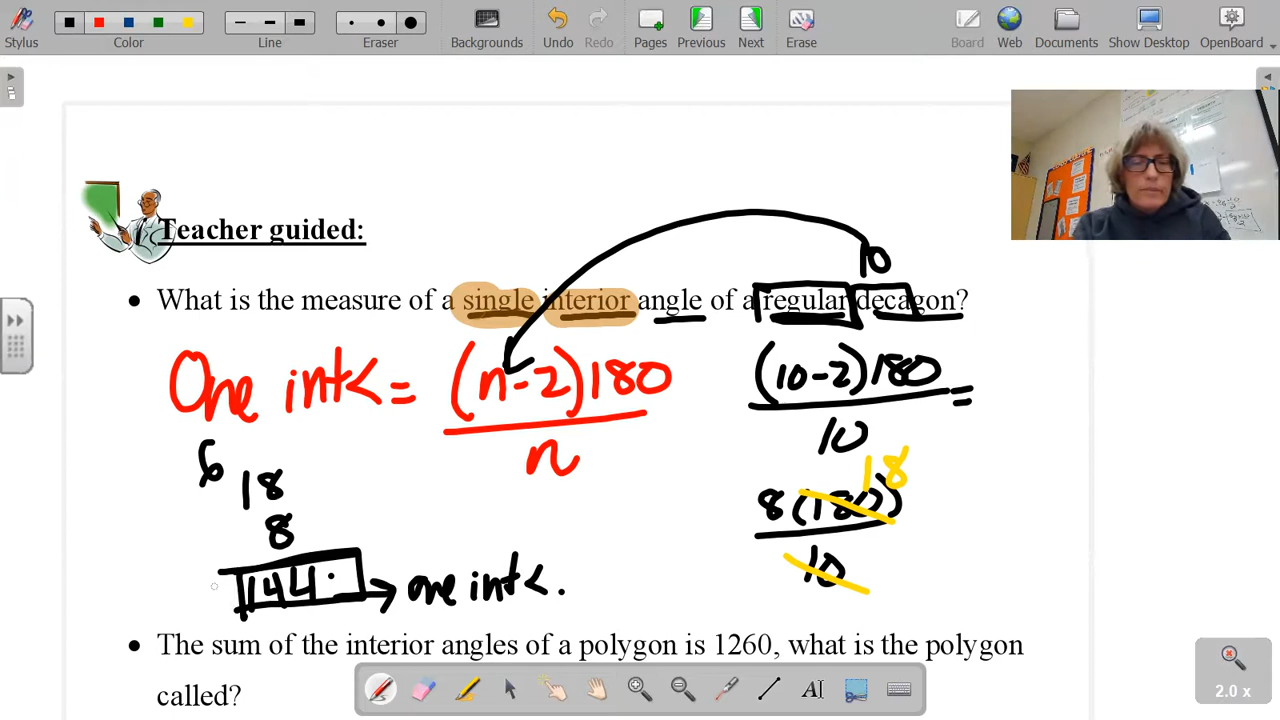 Stylus Color Line Eraser Backgrounds Undo Redo Pages Previous Next Erase Board Web Documents Show Desktop OpenBoard
Teacher guided:
10
• What is the measure of a single interior angle of a regular decagon?
One int< = (n-2)180
n
(10-2)180 =
10
6
18
8
144° → one int<.
18
8(180)
10
• The sum of the interior angles of a polygon is 1260, what is the polygon
called?
2.0 x